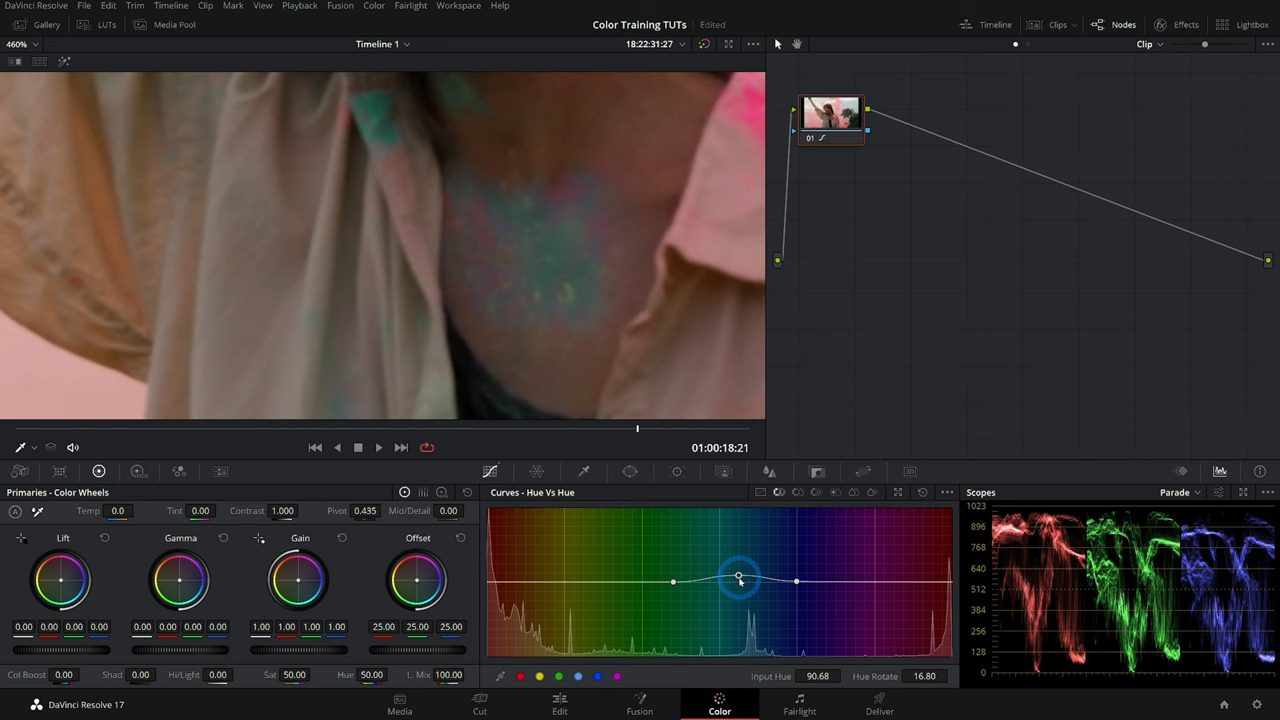 DaVinci Resolve File Edit Trim Timeline Clip Mark View Playback Fusion Color Fairlight Workspace Help
Gallery LUTs Media Pool Color Training TUTs Edited Timeline Clips Nodes Effects Lightbox
460% Timeline 1 18:22:31:27 Clip
01
01:00:18:21
Primaries - Color Wheels Curves - Hue Vs Hue Scopes Parade
Temp 0.0 Tint 0.00 Contrast 1.000 Pivot 0.435 Mid/Detail 0.00
Lift Gamma Gain Offset
0.00 0.00 0.00 0.00 0.00 0.00 0.00 0.00 1.00 1.00 1.00 1.00 25.00 25.00 25.00
Col Boost 0.00 Shad 0.00 Hi/Light 0.00 Sat 50.00 Hue 50.00 L. Mix 100.00
Input Hue 90.68 Hue Rotate 16.80
1023
896
768
640
512
384
256
128
0
DaVinci Resolve 17 Media Cut Edit Fusion Color Fairlight Deliver